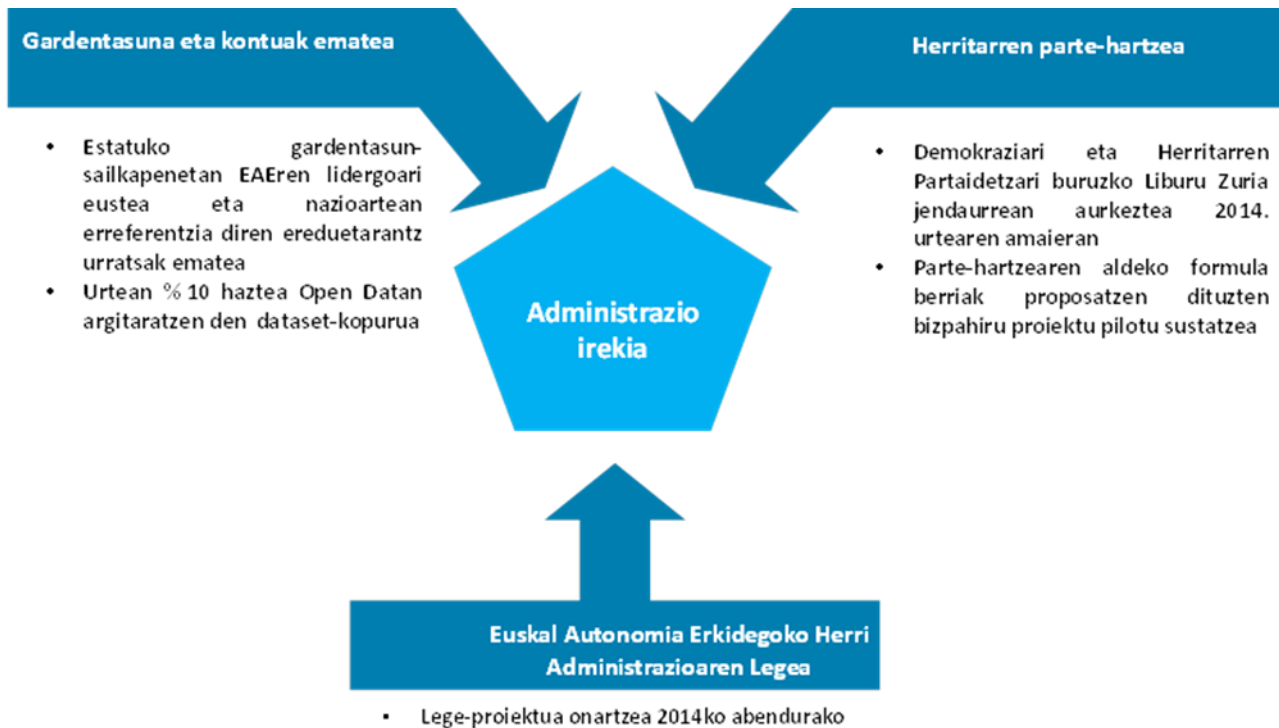 Gardentasuna eta kontuak ematea
• Estatuko gardentasun-
sailkapenetan EAEren lidergoari
eustea eta nazioartean
erreferentzia diren ereduetarantz
urratsak ematea
• Urtean %10 haztea Open Datan
argitaratzen den dataset-kopurua
Herritarren parte-hartzea
• Demokraziari eta Herritarren
Partaidetzari buruzko Liburu Zuria
jendaurrean aurkeztea 2014.
urtearen amaieran
• Parte-hartzearen aldeko formula
berriak proposatzen dituzten
bizpahiru proiektu pilotu sustatzea
Administrazio
irekia
Euskal Autonomia Erkidegoko Herri
Administrazioaren Legea
• Lege-proiektua onartzea 2014ko abendurako